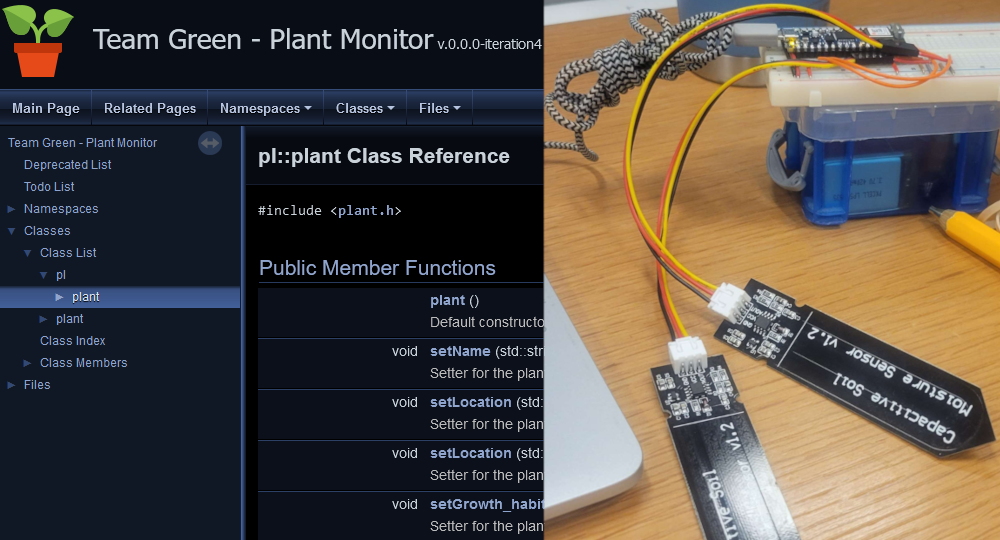 Team Green - Plant Monitor v.0.0.0-iteration4
Main Page Related Pages Namespaces Classes Files
Team Green - Plant Monitor
Deprecated List
Todo List
Namespaces
Classes
Class List
pl
plant
plant
Class Index
Class Members
Files
pl::plant Class Reference
#include <plant.h>
Public Member Functions
plant ()
Default constructo
void setName (std::str
Setter for the plan
void setLocation (std:
Setter for the plan
void setLocation (std:
Setter for the plan
void setGrowth_habit
Setter for the plan
Capacitive Soil
Moisture Sensor v1.2
tive Soil
or v1.2